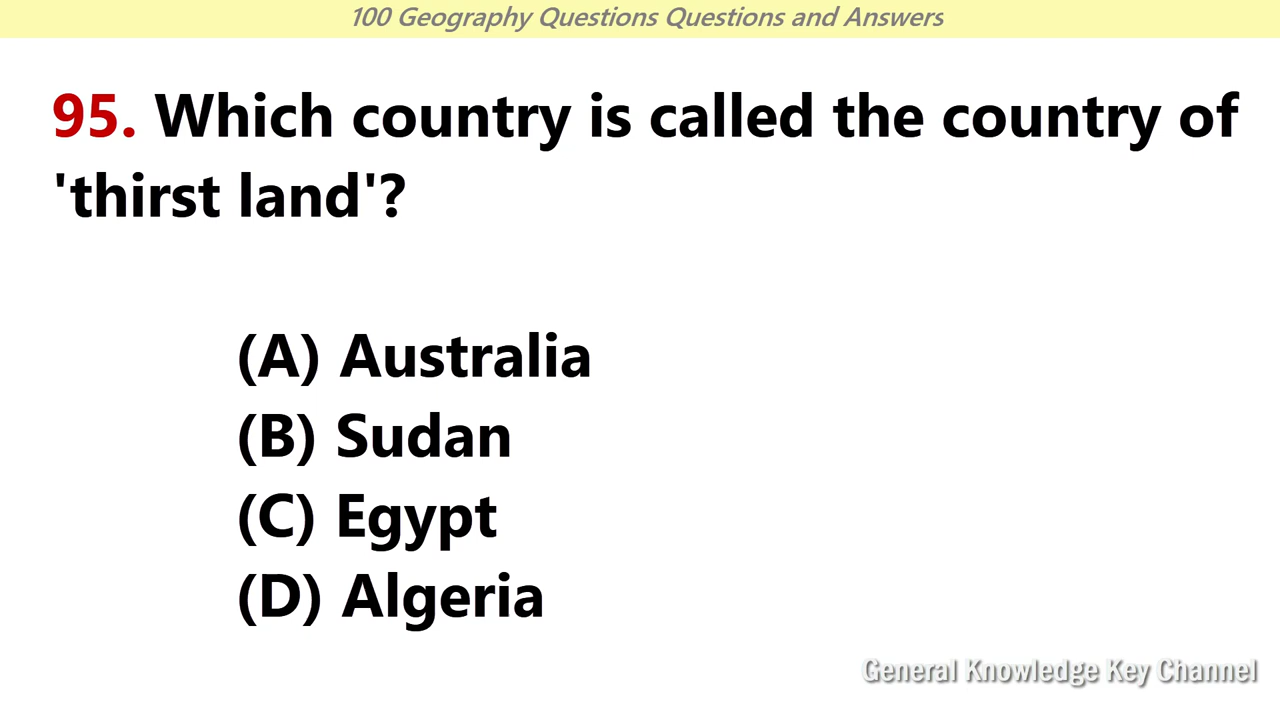 100 Geography Questions Questions and Answers
95. Which country is called the country of
'thirst land'?
(A) Australia
(B) Sudan
(C) Egypt
(D) Algeria
General Knowledge Key Channel